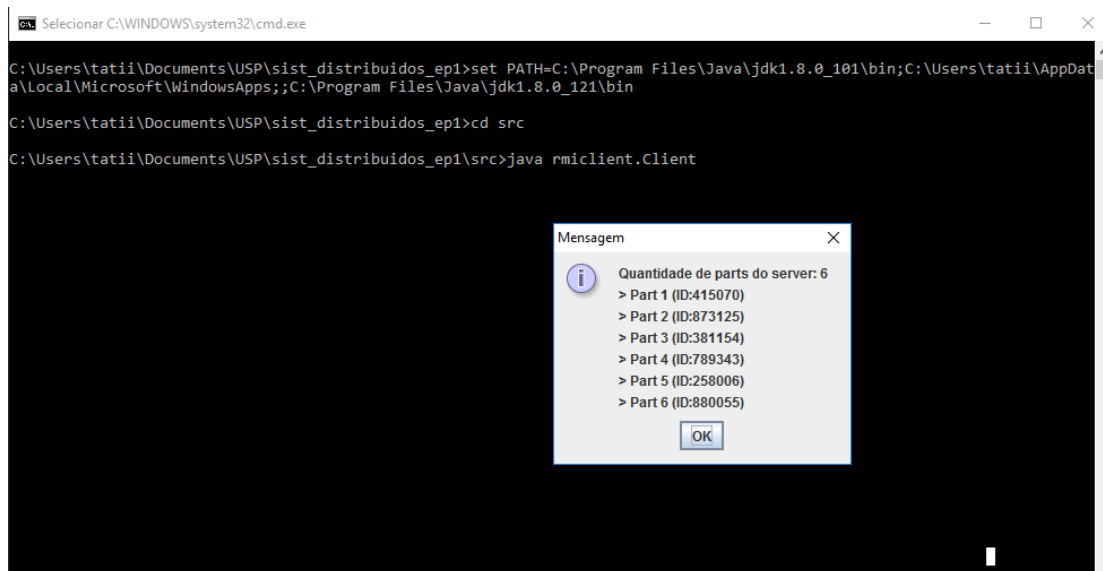 Selecionar C:\WINDOWS\system32\cmd.exe
C:\Users\tatii\Documents\USP\sist_distribuidos_ep1>set PATH=C:\Program Files\Java\jdk1.8.0_101\bin;C:\Users\tatii\AppDat
a\Local\Microsoft\WindowsApps;;C:\Program Files\Java\jdk1.8.0_121\bin
C:\Users\tatii\Documents\USP\sist_distribuidos_ep1>cd src
C:\Users\tatii\Documents\USP\sist_distribuidos_ep1\src>java rmiclient.Client
Mensagem
Quantidade de parts do server: 6
> Part 1 (ID:415070)
> Part 2 (ID:873125)
> Part 3 (ID:381154)
> Part 4 (ID:789343)
> Part 5 (ID:258006)
> Part 6 (ID:880055)
OK